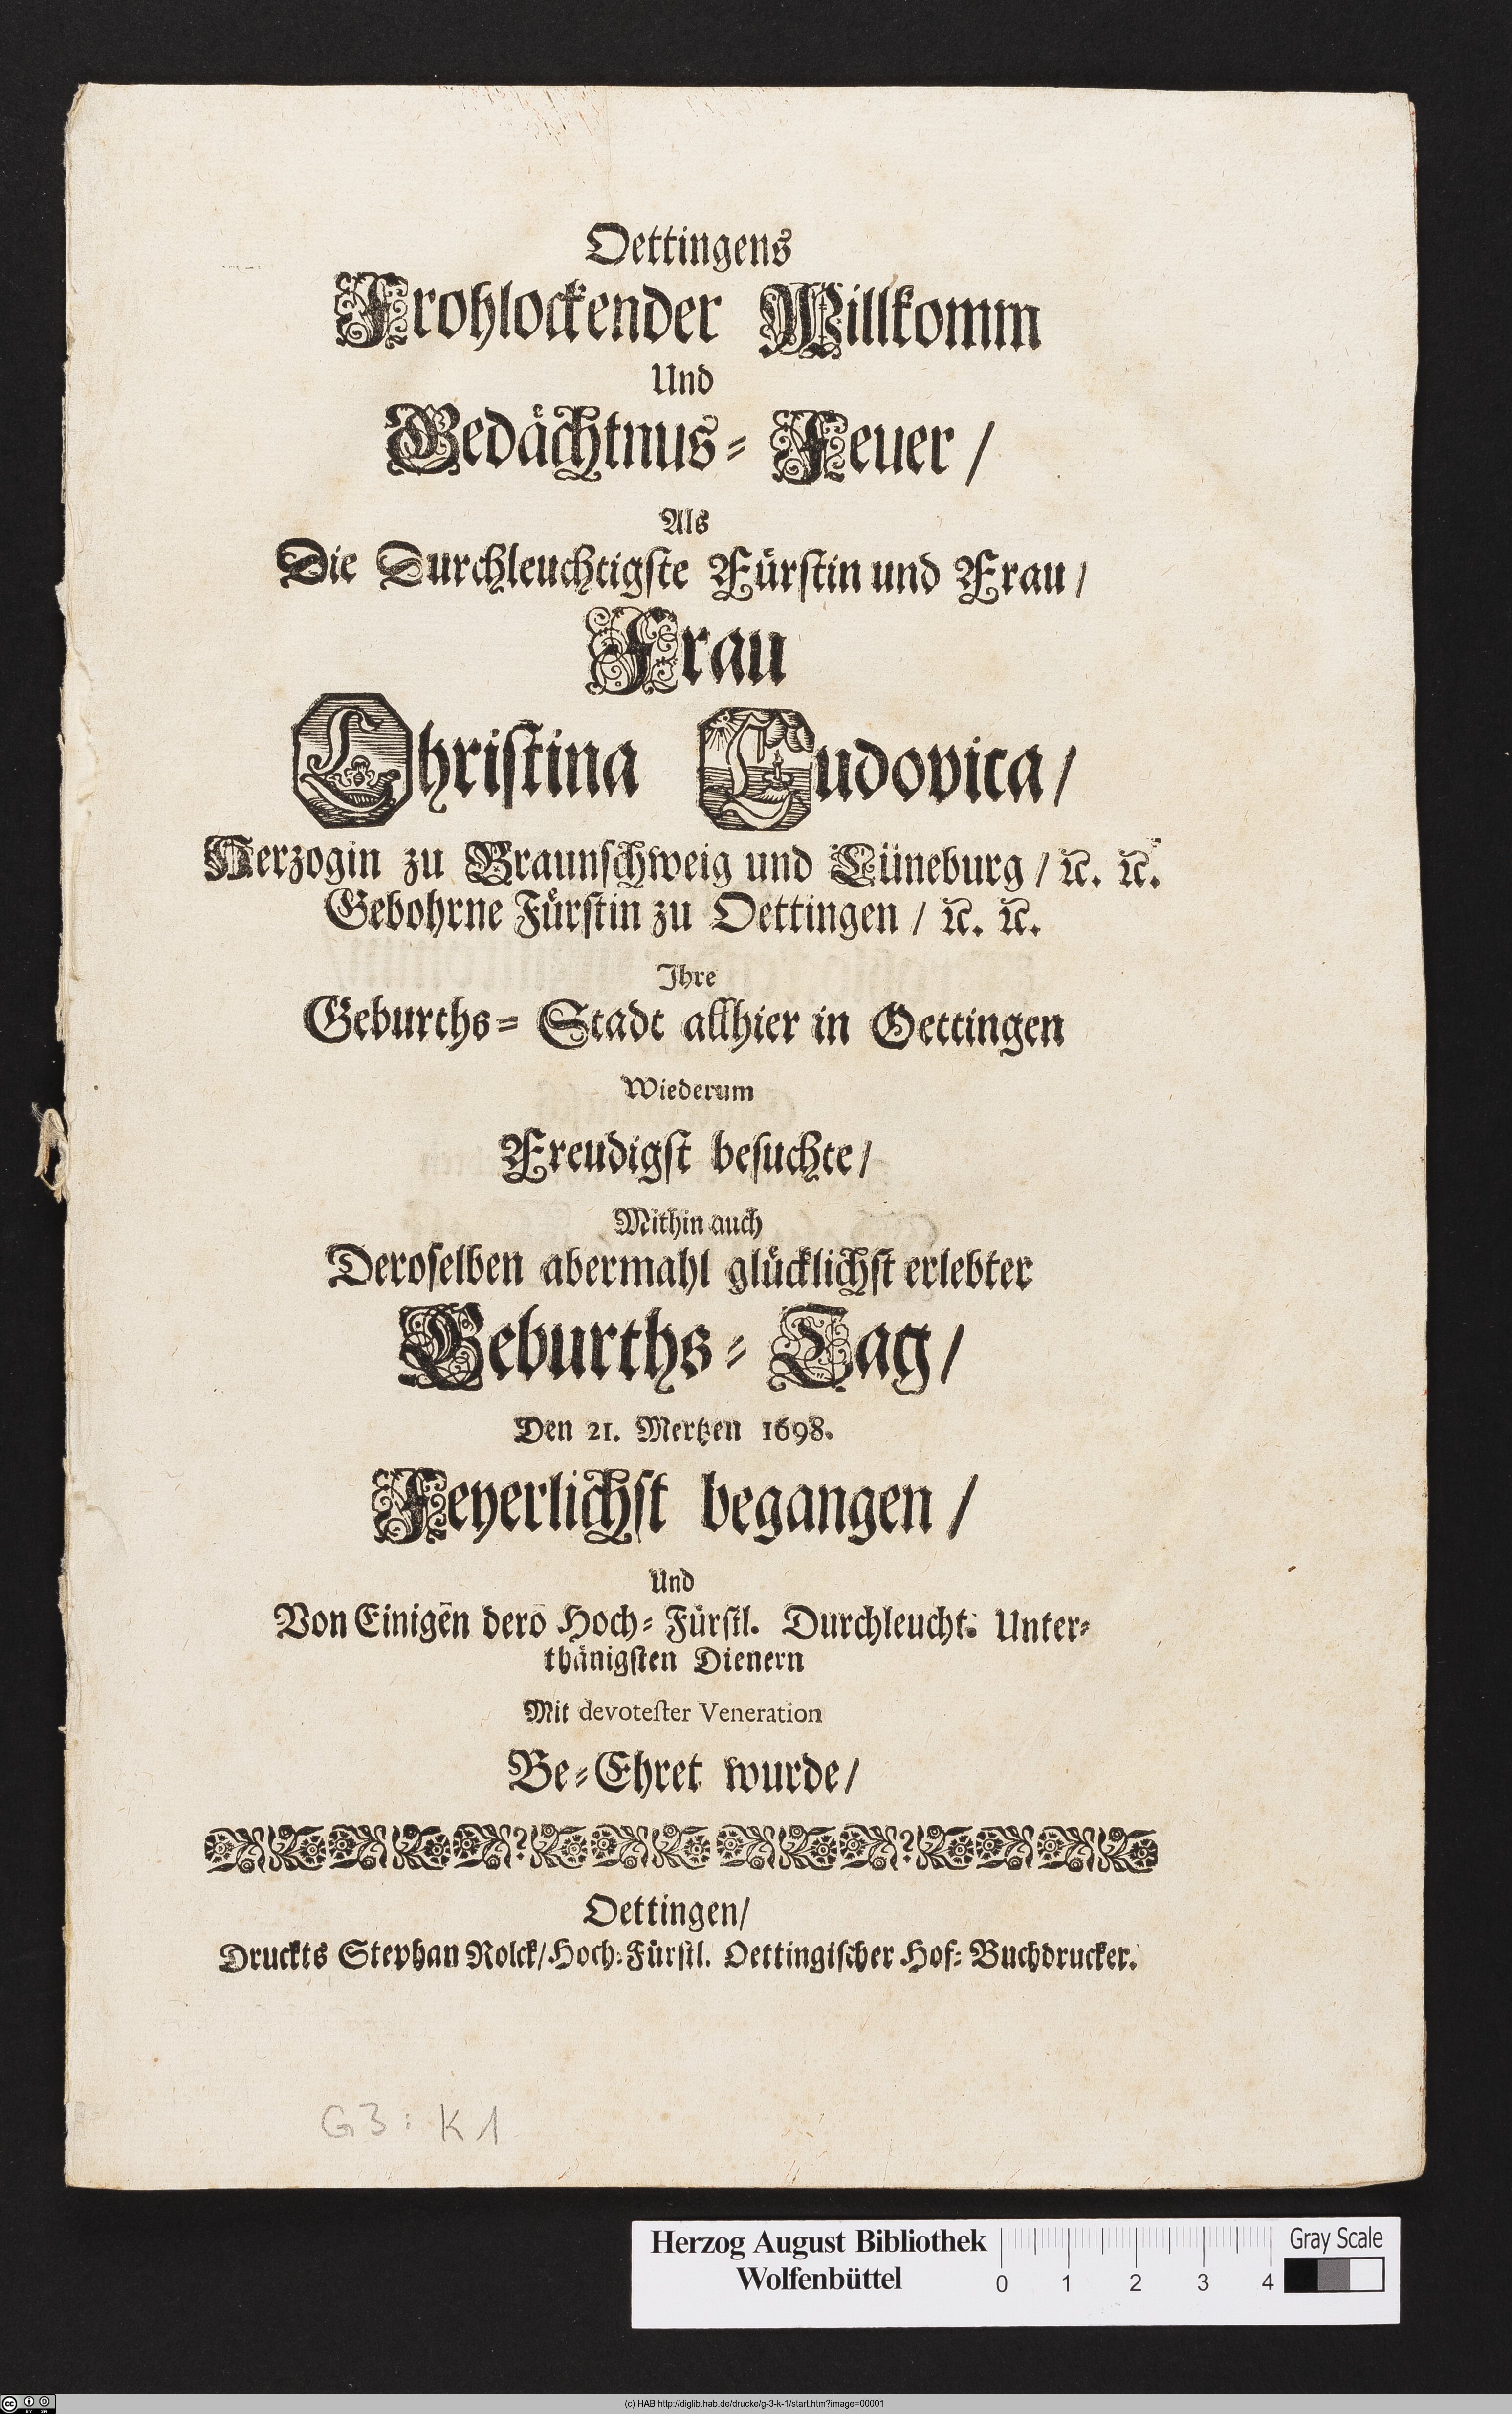 Oettingens
Frohlockender Willkomm
Und
Gedächtnus- Feuer /
Als
Die Durchleuchtigste Fürstin und Frau /
Frau
Christina Ludovica /
Herzogin zu Braunschweig und Lüneburg / ꝛc. ꝛc.
Gebohrne Fürstin zu Oettingen / ꝛc. ꝛc.
Ihre
Geburths- Stadt allhier in Oettingen
Wiederum
Freudigst besuchte /
Mithin auch
Deroselben abermahl glücklichst erlebter
Geburths- Tag /
Den 21. Mertzen 1698.
Feyerlichst begangen /
Und
Von Einigen dero Hoch- Fürstl. Durchleucht. Unter-
thänigsten Dienern
Mit devotester Veneration
Be-Ehret wurde /
Oettingen /
Druckts Stephan Rolck / Hoch-Fürstl. Oettingischer Hof- Buchdrucker.
G3 : K 1
Herzog August Bibliothek
Wolfenbüttel
0 1 2 3 4
Gray Scale
(c) HAB http://diglib.hab.de/drucke/g-3-k-1/start.htm?image=00001